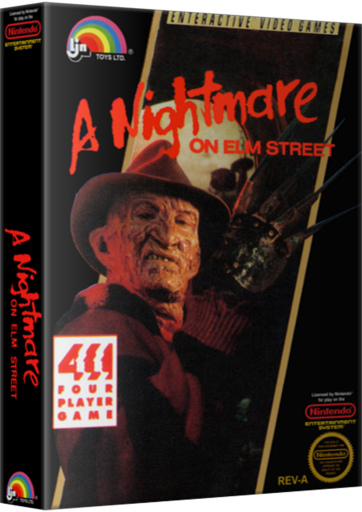 Licensed by Nintendo®
for play on the
Nintendo
ENTERTAINMENT
SYSTEM
A Nightmare
ON ELM STREET
ljn
TOYS LTD.
ENTERACTIVE VIDEO GAMES
ljn
TOYS LTD.
A Nightmare
ON ELM STREET
4
FOUR
PLAYER
GAME
Licensed by Nintendo®
for play on the
Nintendo
ENTERTAINMENT
SYSTEM
REV-A